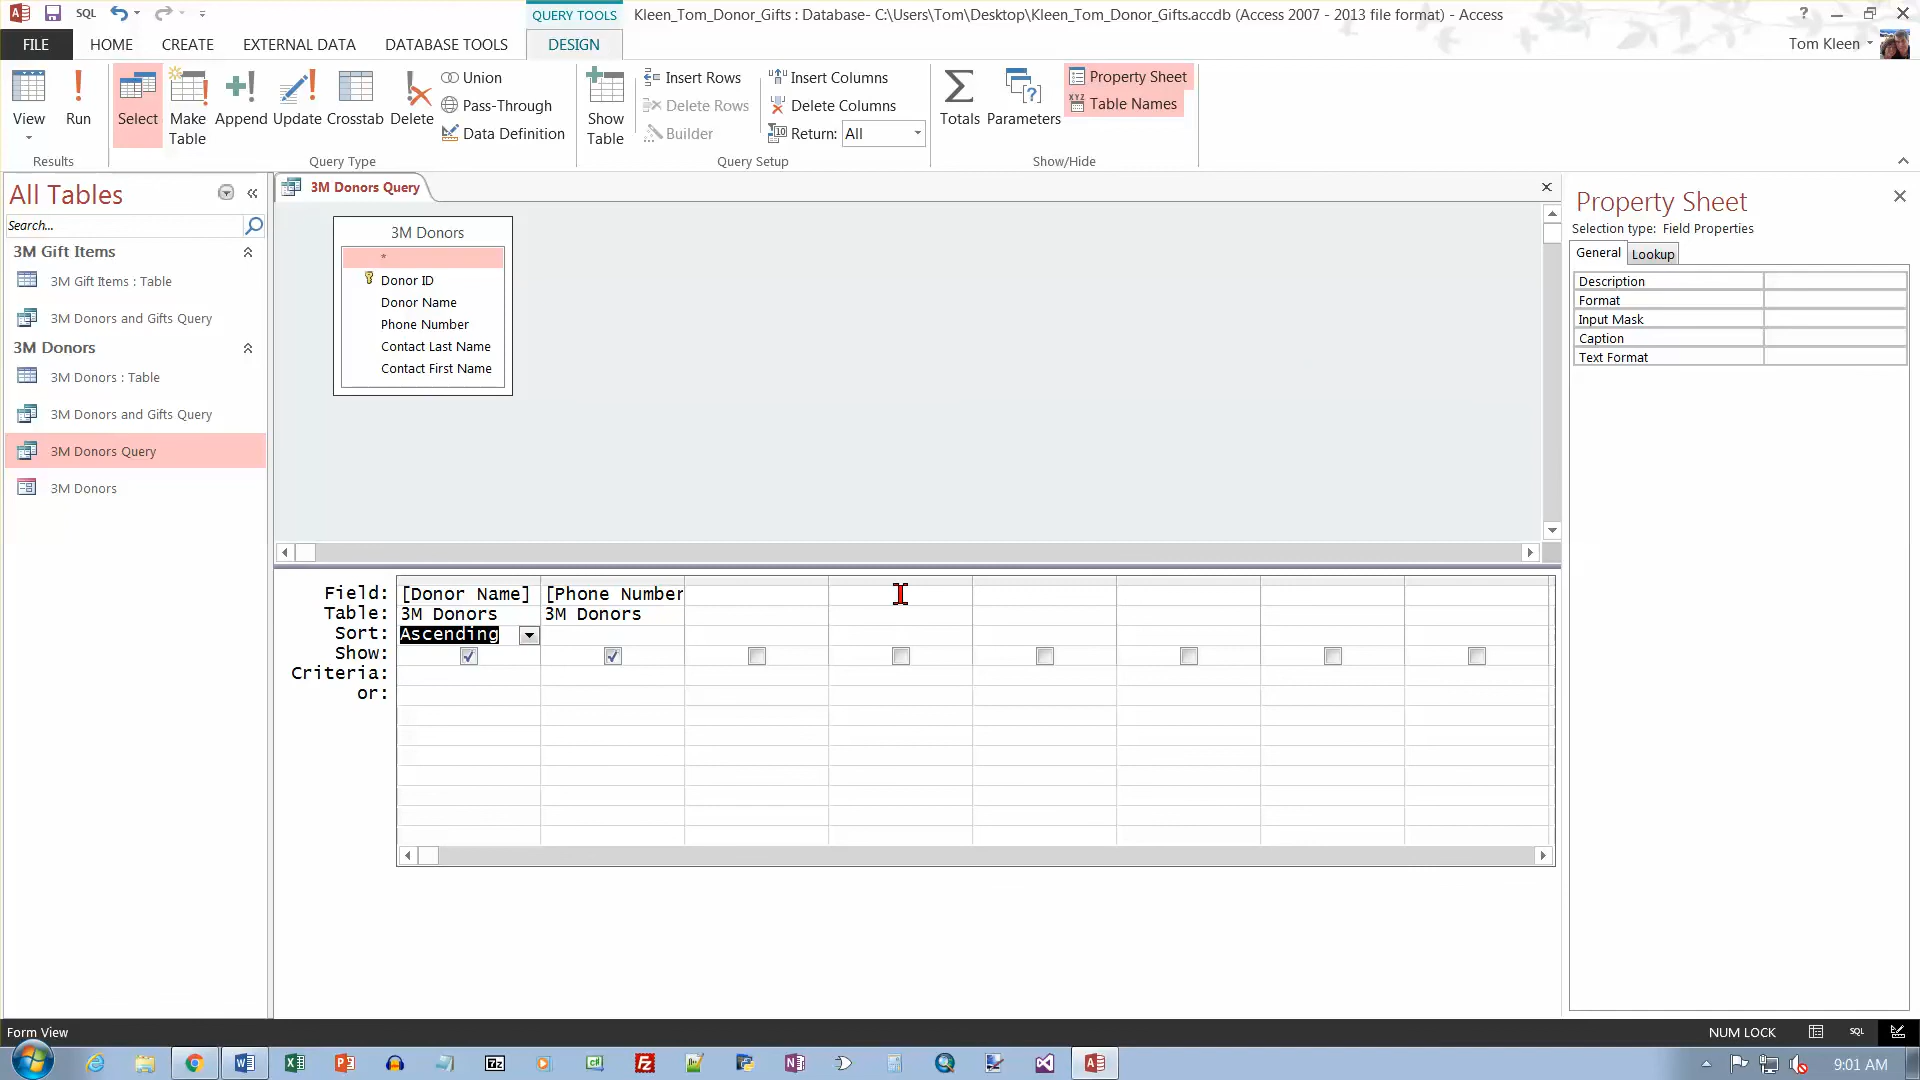 SQL
QUERY TOOLS
Kleen_Tom_Donor_Gifts : Database- C:\Users\Tom\Desktop\Kleen_Tom_Donor_Gifts.accdb (Access 2007 - 2013 file format) - Access
?
FILE
HOME
CREATE
EXTERNAL DATA
DATABASE TOOLS
DESIGN
Tom Kleen
View
Run
Select
Make
Table
Append
Update
Crosstab
Delete
Union
Pass-Through
Data Definition
Show
Table
Insert Rows
Delete Rows
Builder
Insert Columns
Delete Columns
Return: All
Totals
Parameters
Property Sheet
Table Names
Results
Query Type
Query Setup
Show/Hide
All Tables
Search...
3M Gift Items
3M Gift Items : Table
3M Donors and Gifts Query
3M Donors
3M Donors : Table
3M Donors and Gifts Query
3M Donors Query
3M Donors
3M Donors Query
3M Donors
*
Donor ID
Donor Name
Phone Number
Contact Last Name
Contact First Name
Field: [Donor Name] [Phone Number
Table: 3M Donors 3M Donors
Sort: Ascending
Show:
Criteria:
or:
Property Sheet
Selection type: Field Properties
General
Lookup
Description
Format
Input Mask
Caption
Text Format
Form View
NUM LOCK
SQL
9:01 AM